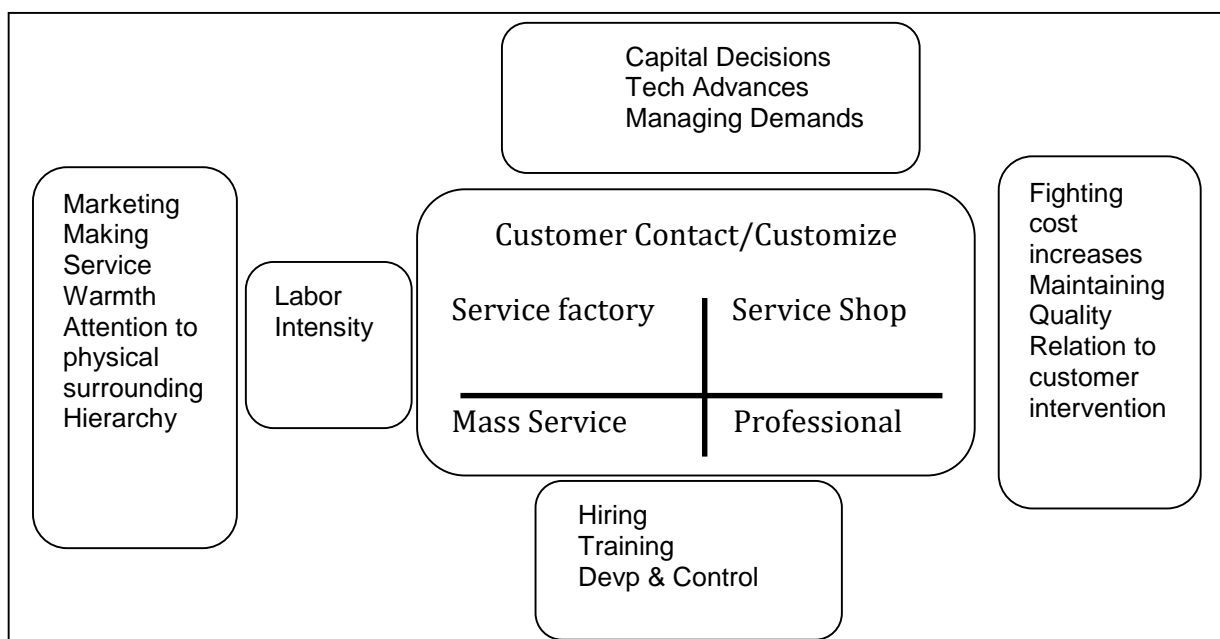 Capital Decisions
Tech Advances
Managing Demands
Marketing
Making
Service
Warmth
Attention to
physical
surrounding
Hierarchy
Labor
Intensity
Customer Contact/Customize
Service factory
Service Shop
Mass Service
Professional
Fighting
cost
increases
Maintaining
Quality
Relation to
customer
intervention
Hiring
Training
Devp & Control